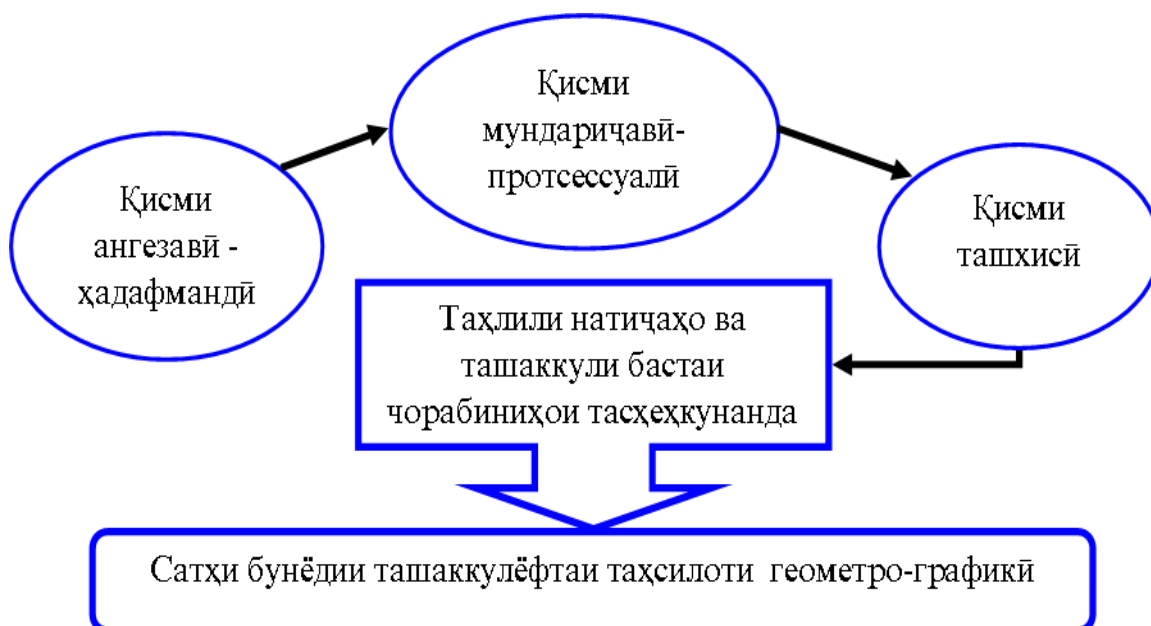 Қисми
ангезавӣ -
ҳадафмандӣ
Қисми
мундариҷавӣ-
протсессуалӣ
Қисми
ташхисӣ
Таҳлили натиҷаҳо ва
ташаккули бастаи
чорабиниҳои тасҳеҳкунанда
Сатҳи бунёдии ташаккулёфтаи таҳсилоти геометро-графикӣ